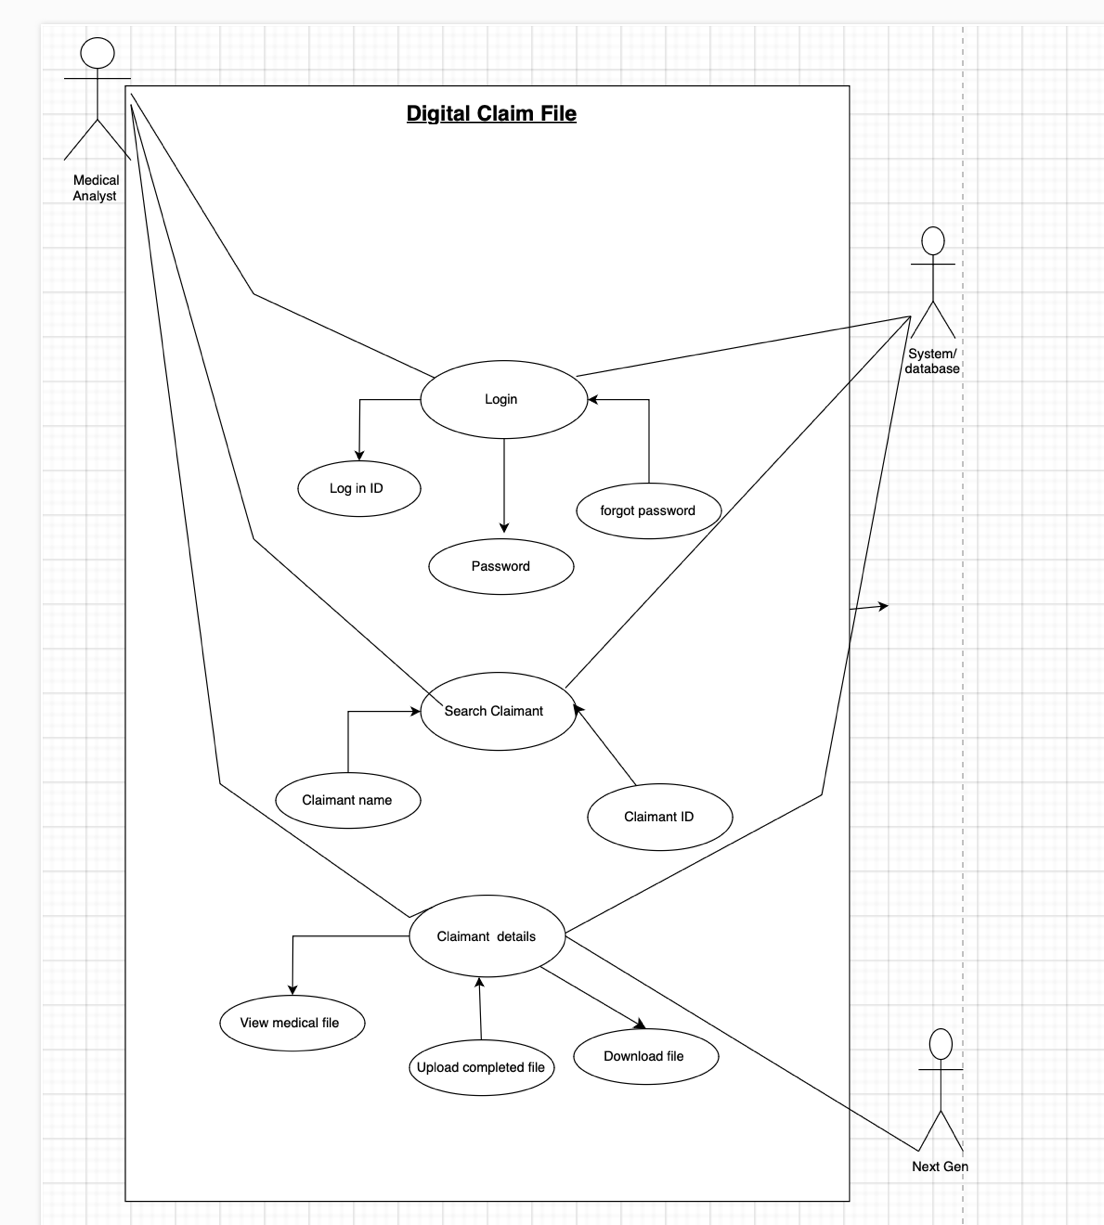 Digital Claim File
Medical
Analyst
System/
database
Login
Log in ID
forgot password
Password
Search Claimant
Claimant name
Claimant ID
Claimant  details
View medical file
Upload completed file
Download file
Next Gen